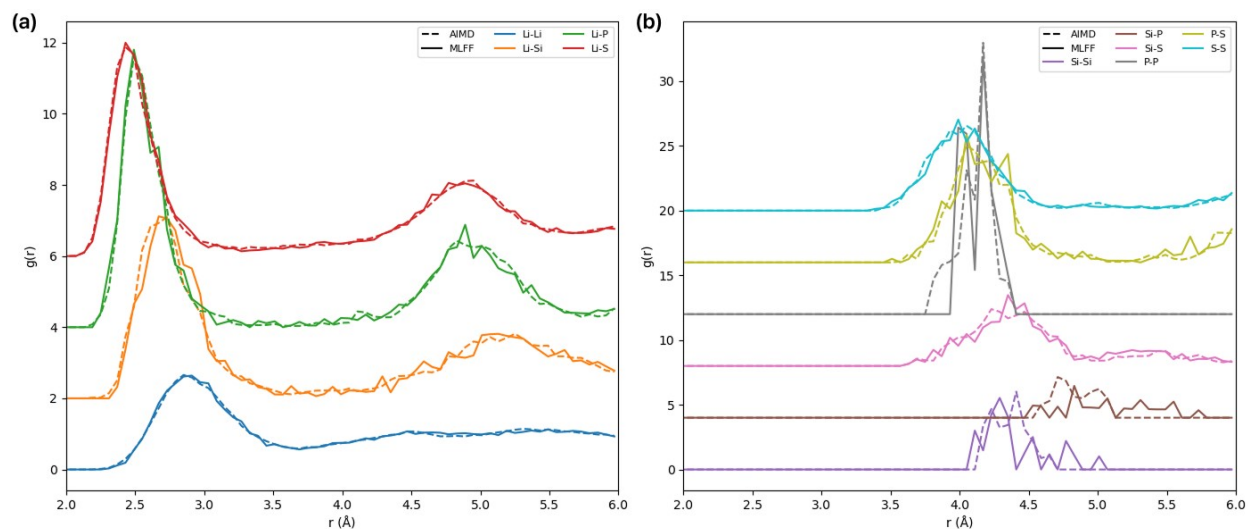 (a)
AIMD Li-Li Li-P
MLFF Li-Si Li-S
12
10
8
6
4
2
0
g(r)
2.0 2.5 3.0 3.5 4.0 4.5 5.0 5.5 6.0
r (Å)
(b)
AIMD Si-P P-S
MLFF Si-S S-S
Si-Si P-P
30
25
20
15
10
5
0
g(r)
2.0 2.5 3.0 3.5 4.0 4.5 5.0 5.5 6.0
r (Å)